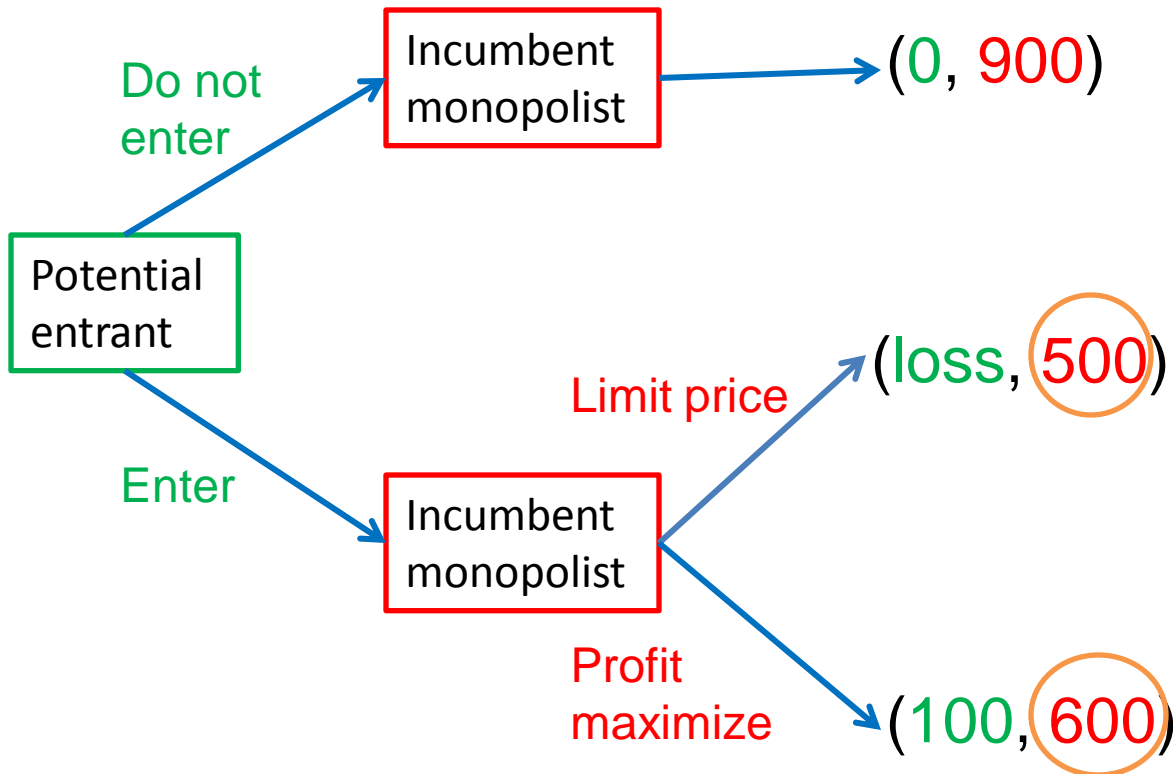 Do not
enter
Incumbent
monopolist
(0, 900)
Potential
entrant
Enter
Incumbent
monopolist
Limit price
(loss, 500)
Profit
maximize
(100, 600)